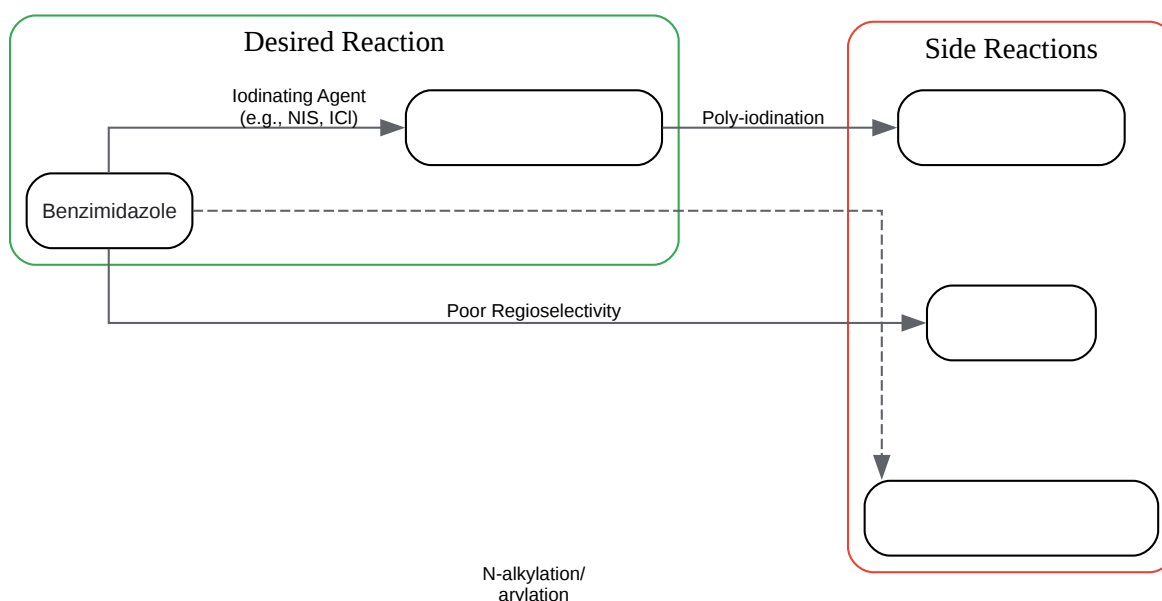 Desired Reaction
Side Reactions
Iodinating Agent
(e.g., NIS, ICl)
Poly-iodination
Benzimidazole
Poor Regioselectivity
N-alkylation/
arylation